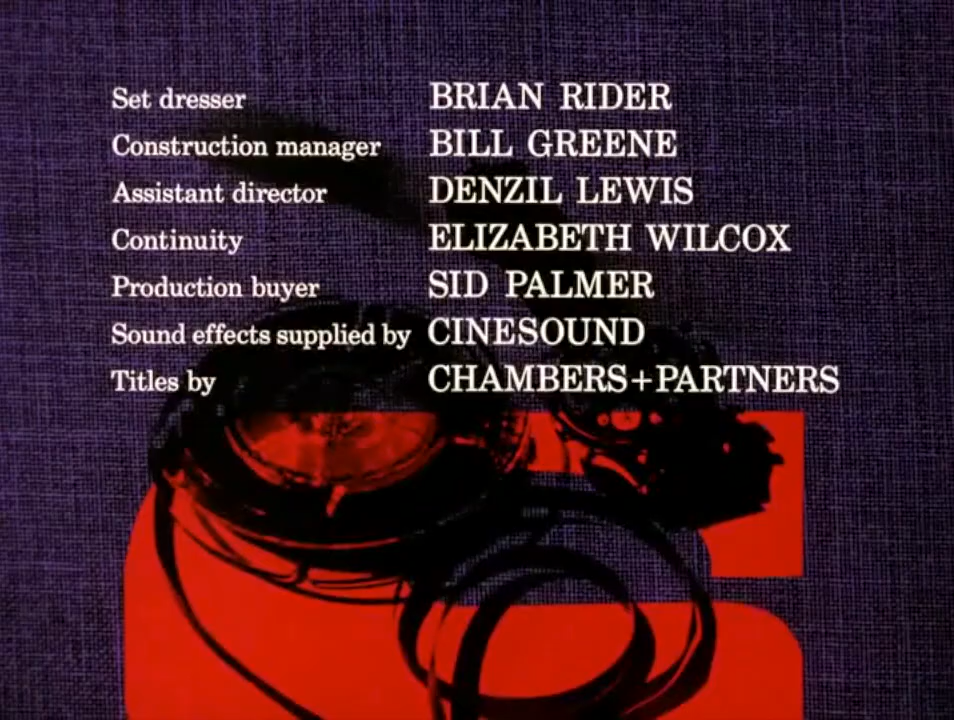 Set dresser BRIAN RIDER
Construction manager BILL GREENE
Assistant director DENZIL LEWIS
Continuity ELIZABETH WILCOX
Production buyer SID PALMER
Sound effects supplied by CINESOUND
Titles by CHAMBERS+PARTNERS